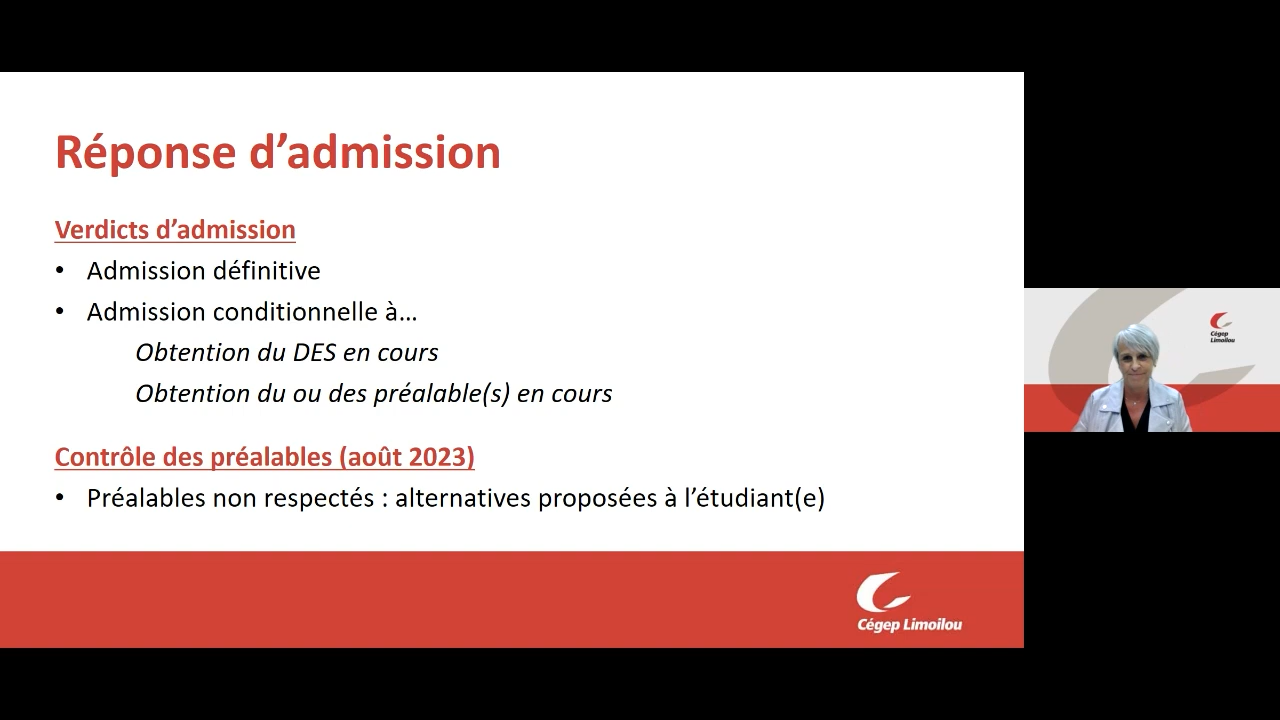 Réponse d’admission
Verdicts d’admission
• Admission définitive
• Admission conditionnelle à…
Obtention du DES en cours
Obtention du ou des préalable(s) en cours
Contrôle des préalables (août 2023)
• Préalables non respectés : alternatives proposées à l’étudiant(e)
Cégep Limoilou
Cégep
Limoilou